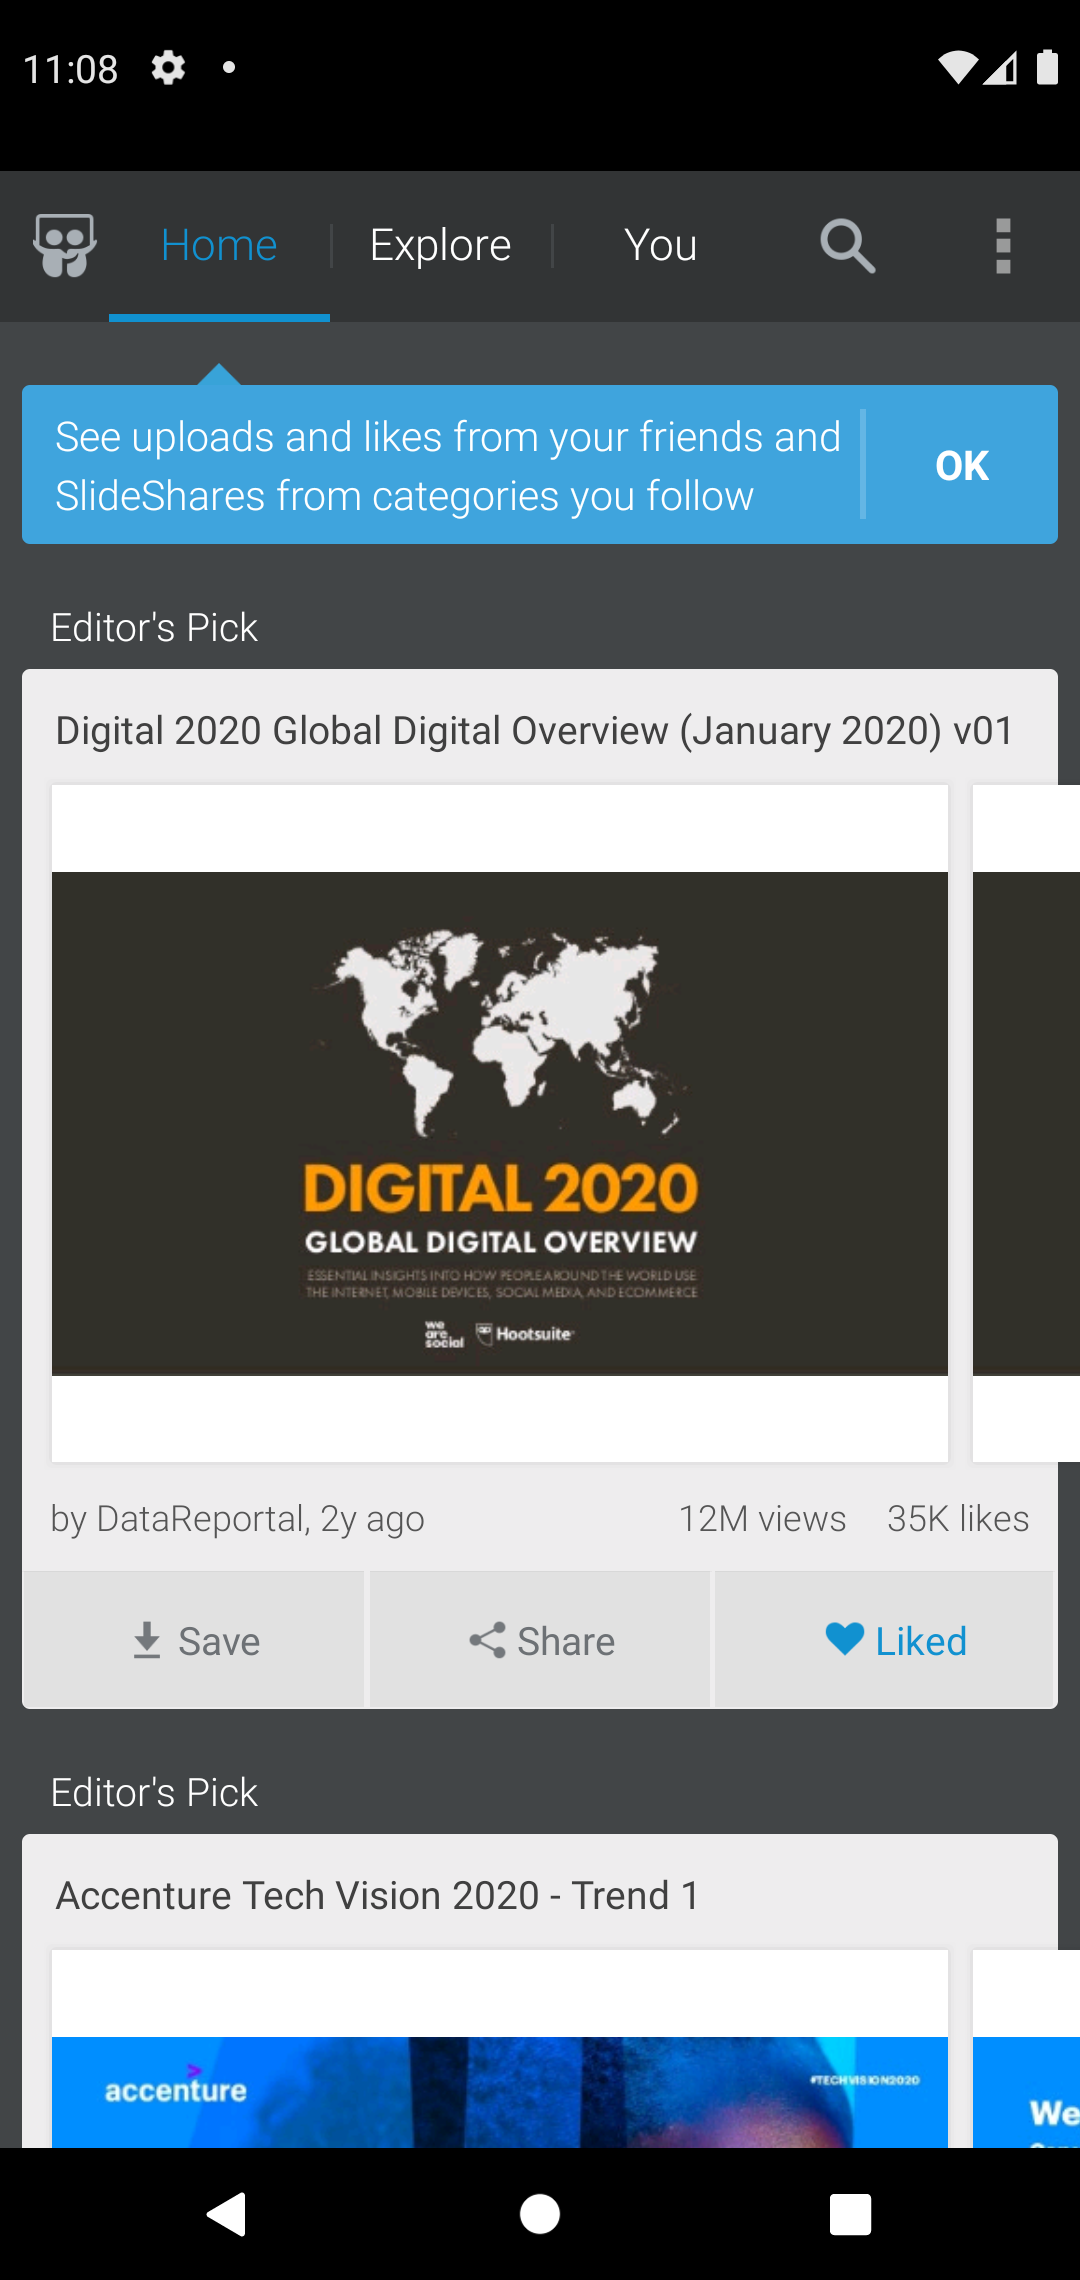 11:08
Home
Explore
You
See uploads and likes from your friends and
SlideShares from categories you follow
OK
Editor's Pick
Digital 2020 Global Digital Overview (January 2020) v01
DIGITAL 2020
GLOBAL DIGITAL OVERVIEW
ESSENTIAL INSIGHTS INTO HOW PEOPLE AROUND THE WORLD USE
THE INTERNET, MOBILE DEVICES, SOCIAL MEDIA, AND ECOMMERCE
we
are
social
Hootsuite
by DataReportal, 2y ago
12M views
35K likes
Save
Share
Liked
Editor's Pick
Accenture Tech Vision 2020 - Trend 1
accenture
#TECHVISION2020
We